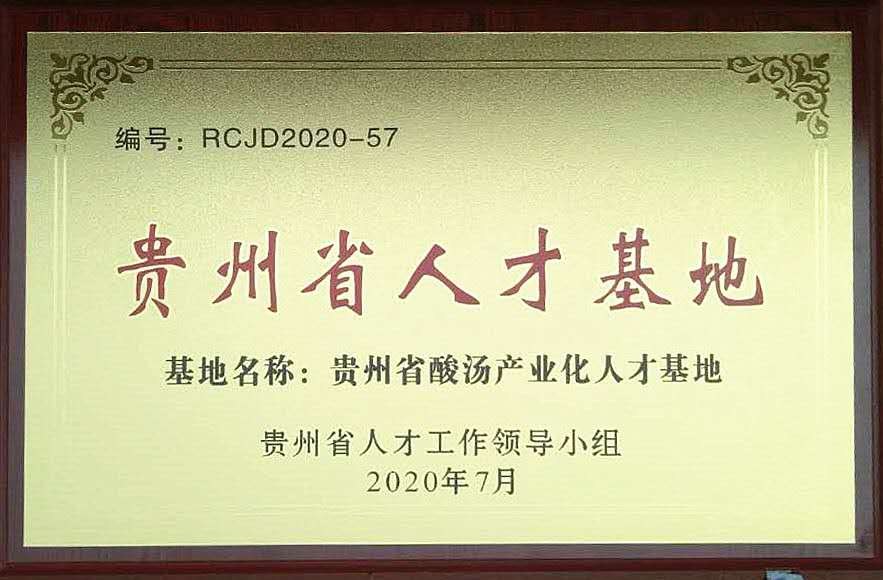 编号：RCJD2020-57
贵州省人才基地
基地名称：贵州省酸汤产业化人才基地
贵州省人才工作领导小组
2020年7月